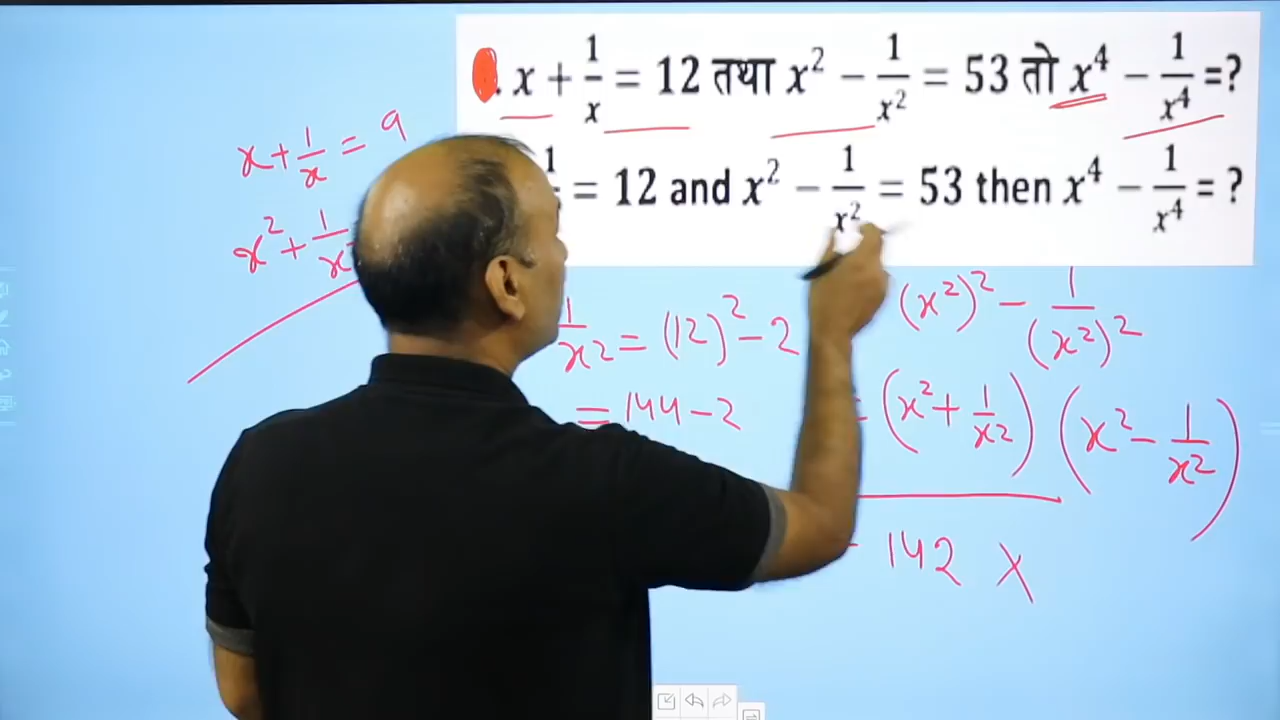 . x + 1/x = 12 तथा x² − 1/x² = 53 तो x⁴ − 1/x⁴ =?
= 12 and x² − 1/x² = 53 then x⁴ − 1/x⁴ = ?
x + 1/x = 9
x² + 1/x
1/x² = (12)² − 2
= 144 − 2
(x²)² − 1/(x²)²
= (x² + 1/x²) (x² − 1/x²)
142 ×